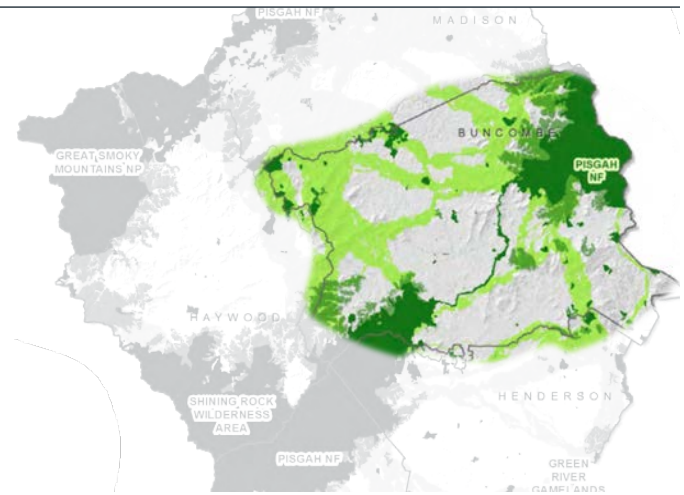 PISGAH NF
MADISON
BUNCOMBE
GREAT SMOKY
MOUNTAINS NP
PISGAH
NF
HAYWOOD
SHINING ROCK
WILDERNESS
AREA
HENDERSON
PISGAH NF
GREEN
RIVER
GAMELANDS